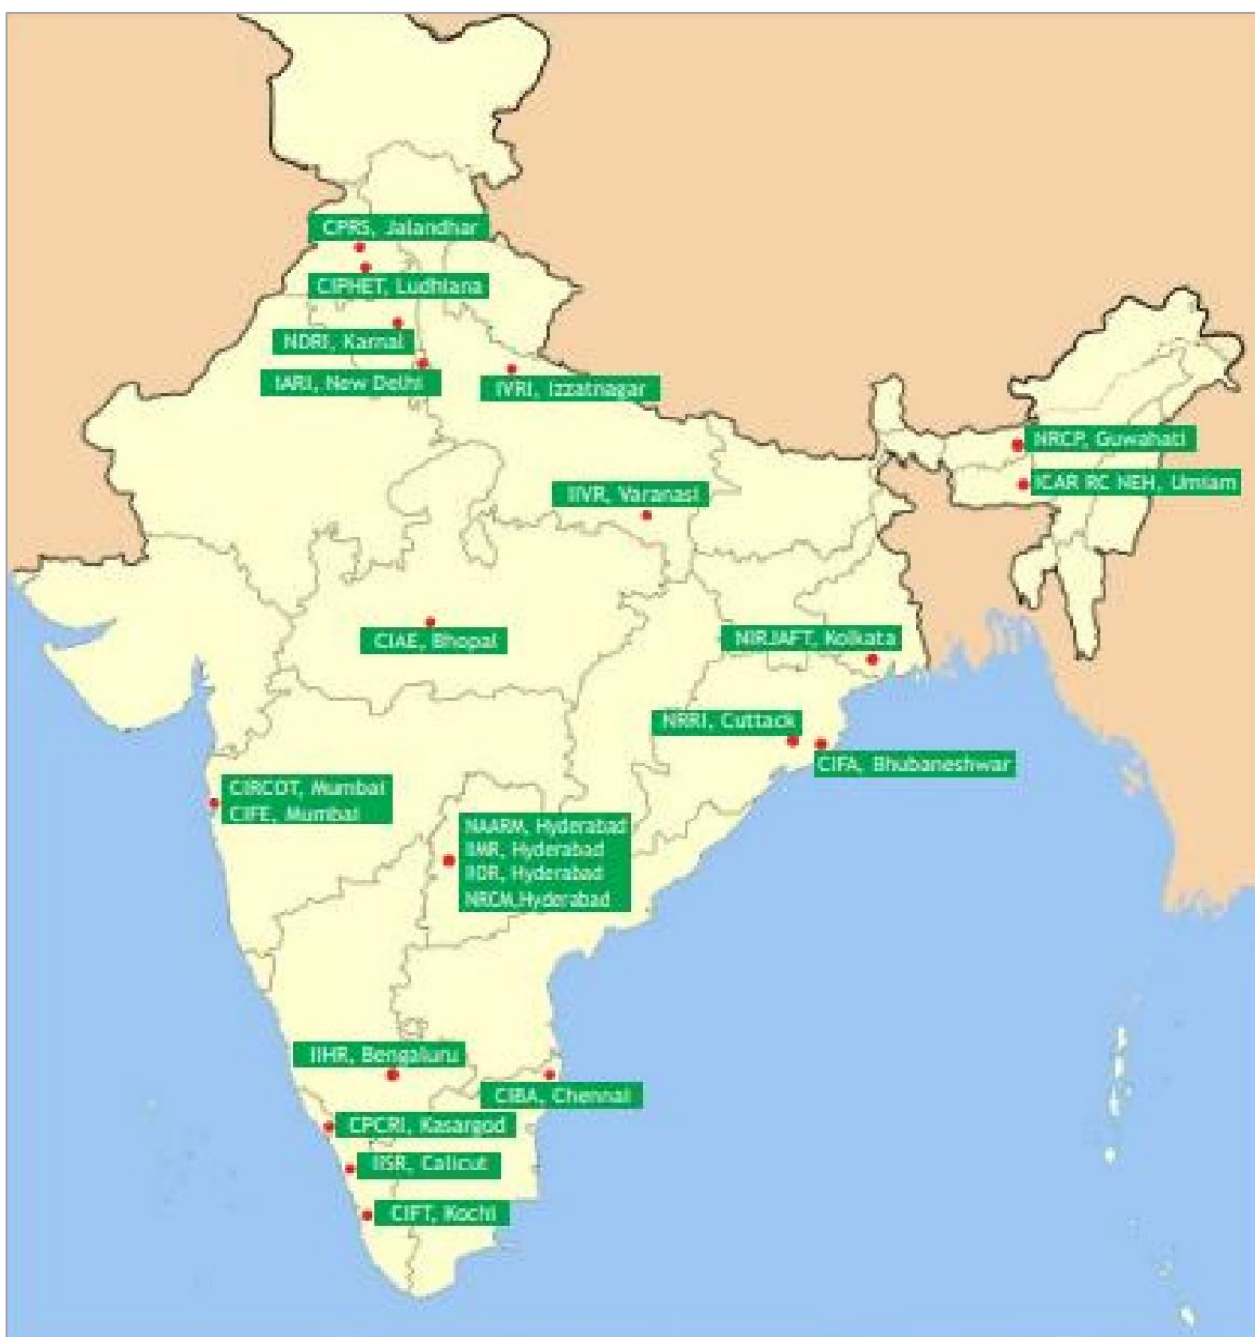 CPRS, Jalandhar
CIPHET, Ludhiana
NDRI, Karnal
IARI, New Delhi
IVRI, Izzatnagar
NRCP, Guwahati
ICAR RC NEH, Umiam
IIVR, Varanasi
CIAE, Bhopal
NIRJAFT, Kolkata
NRRI, Cuttack
CIFA, Bhubaneshwar
CIRCOT, Mumbai
CIFE, Mumbai
NAARM, Hyderabad
IIMR, Hyderabad
IIOR, Hyderabad
NRCM,Hyderabad
IIHR, Bengaluru
CIBA, Chennai
CPCRI, Kasargod
IISR, Calicut
CIFT, Kochi